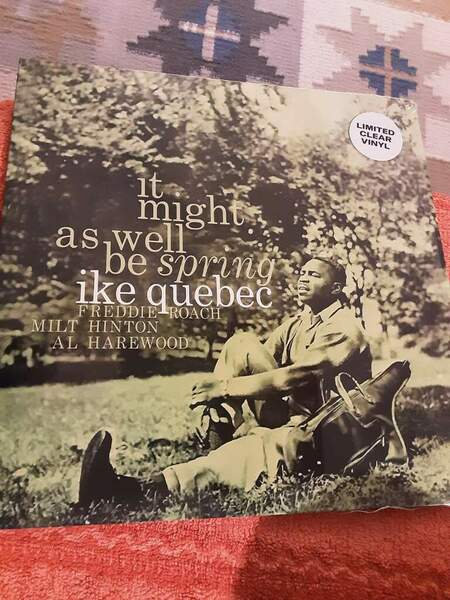 LIMITED
CLEAR
VINYL
it
might
as well
be spring
ike quebec
FREDDIE ROACH
MILT HINTON
AL HAREWOOD